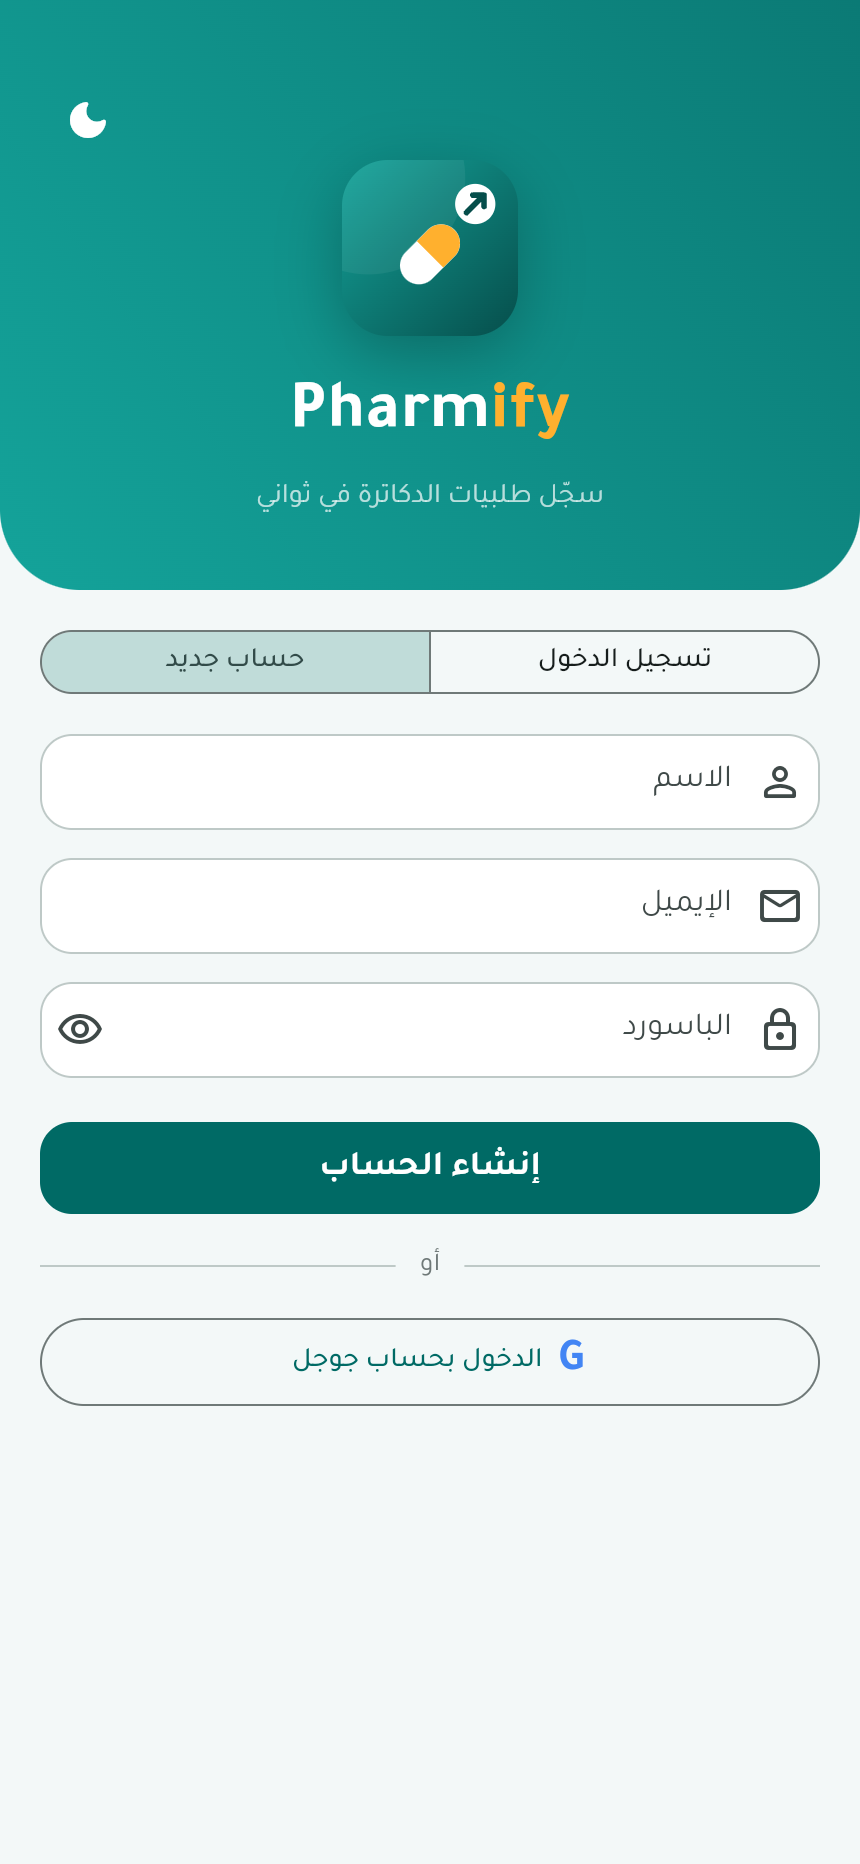 Pharmify
سجّل طلبيات الدكاترة في ثواني
تسجيل الدخول
حساب جديد
الاسم
الإيميل
الباسورد
إنشاء الحساب
أو
G الدخول بحساب جوجل